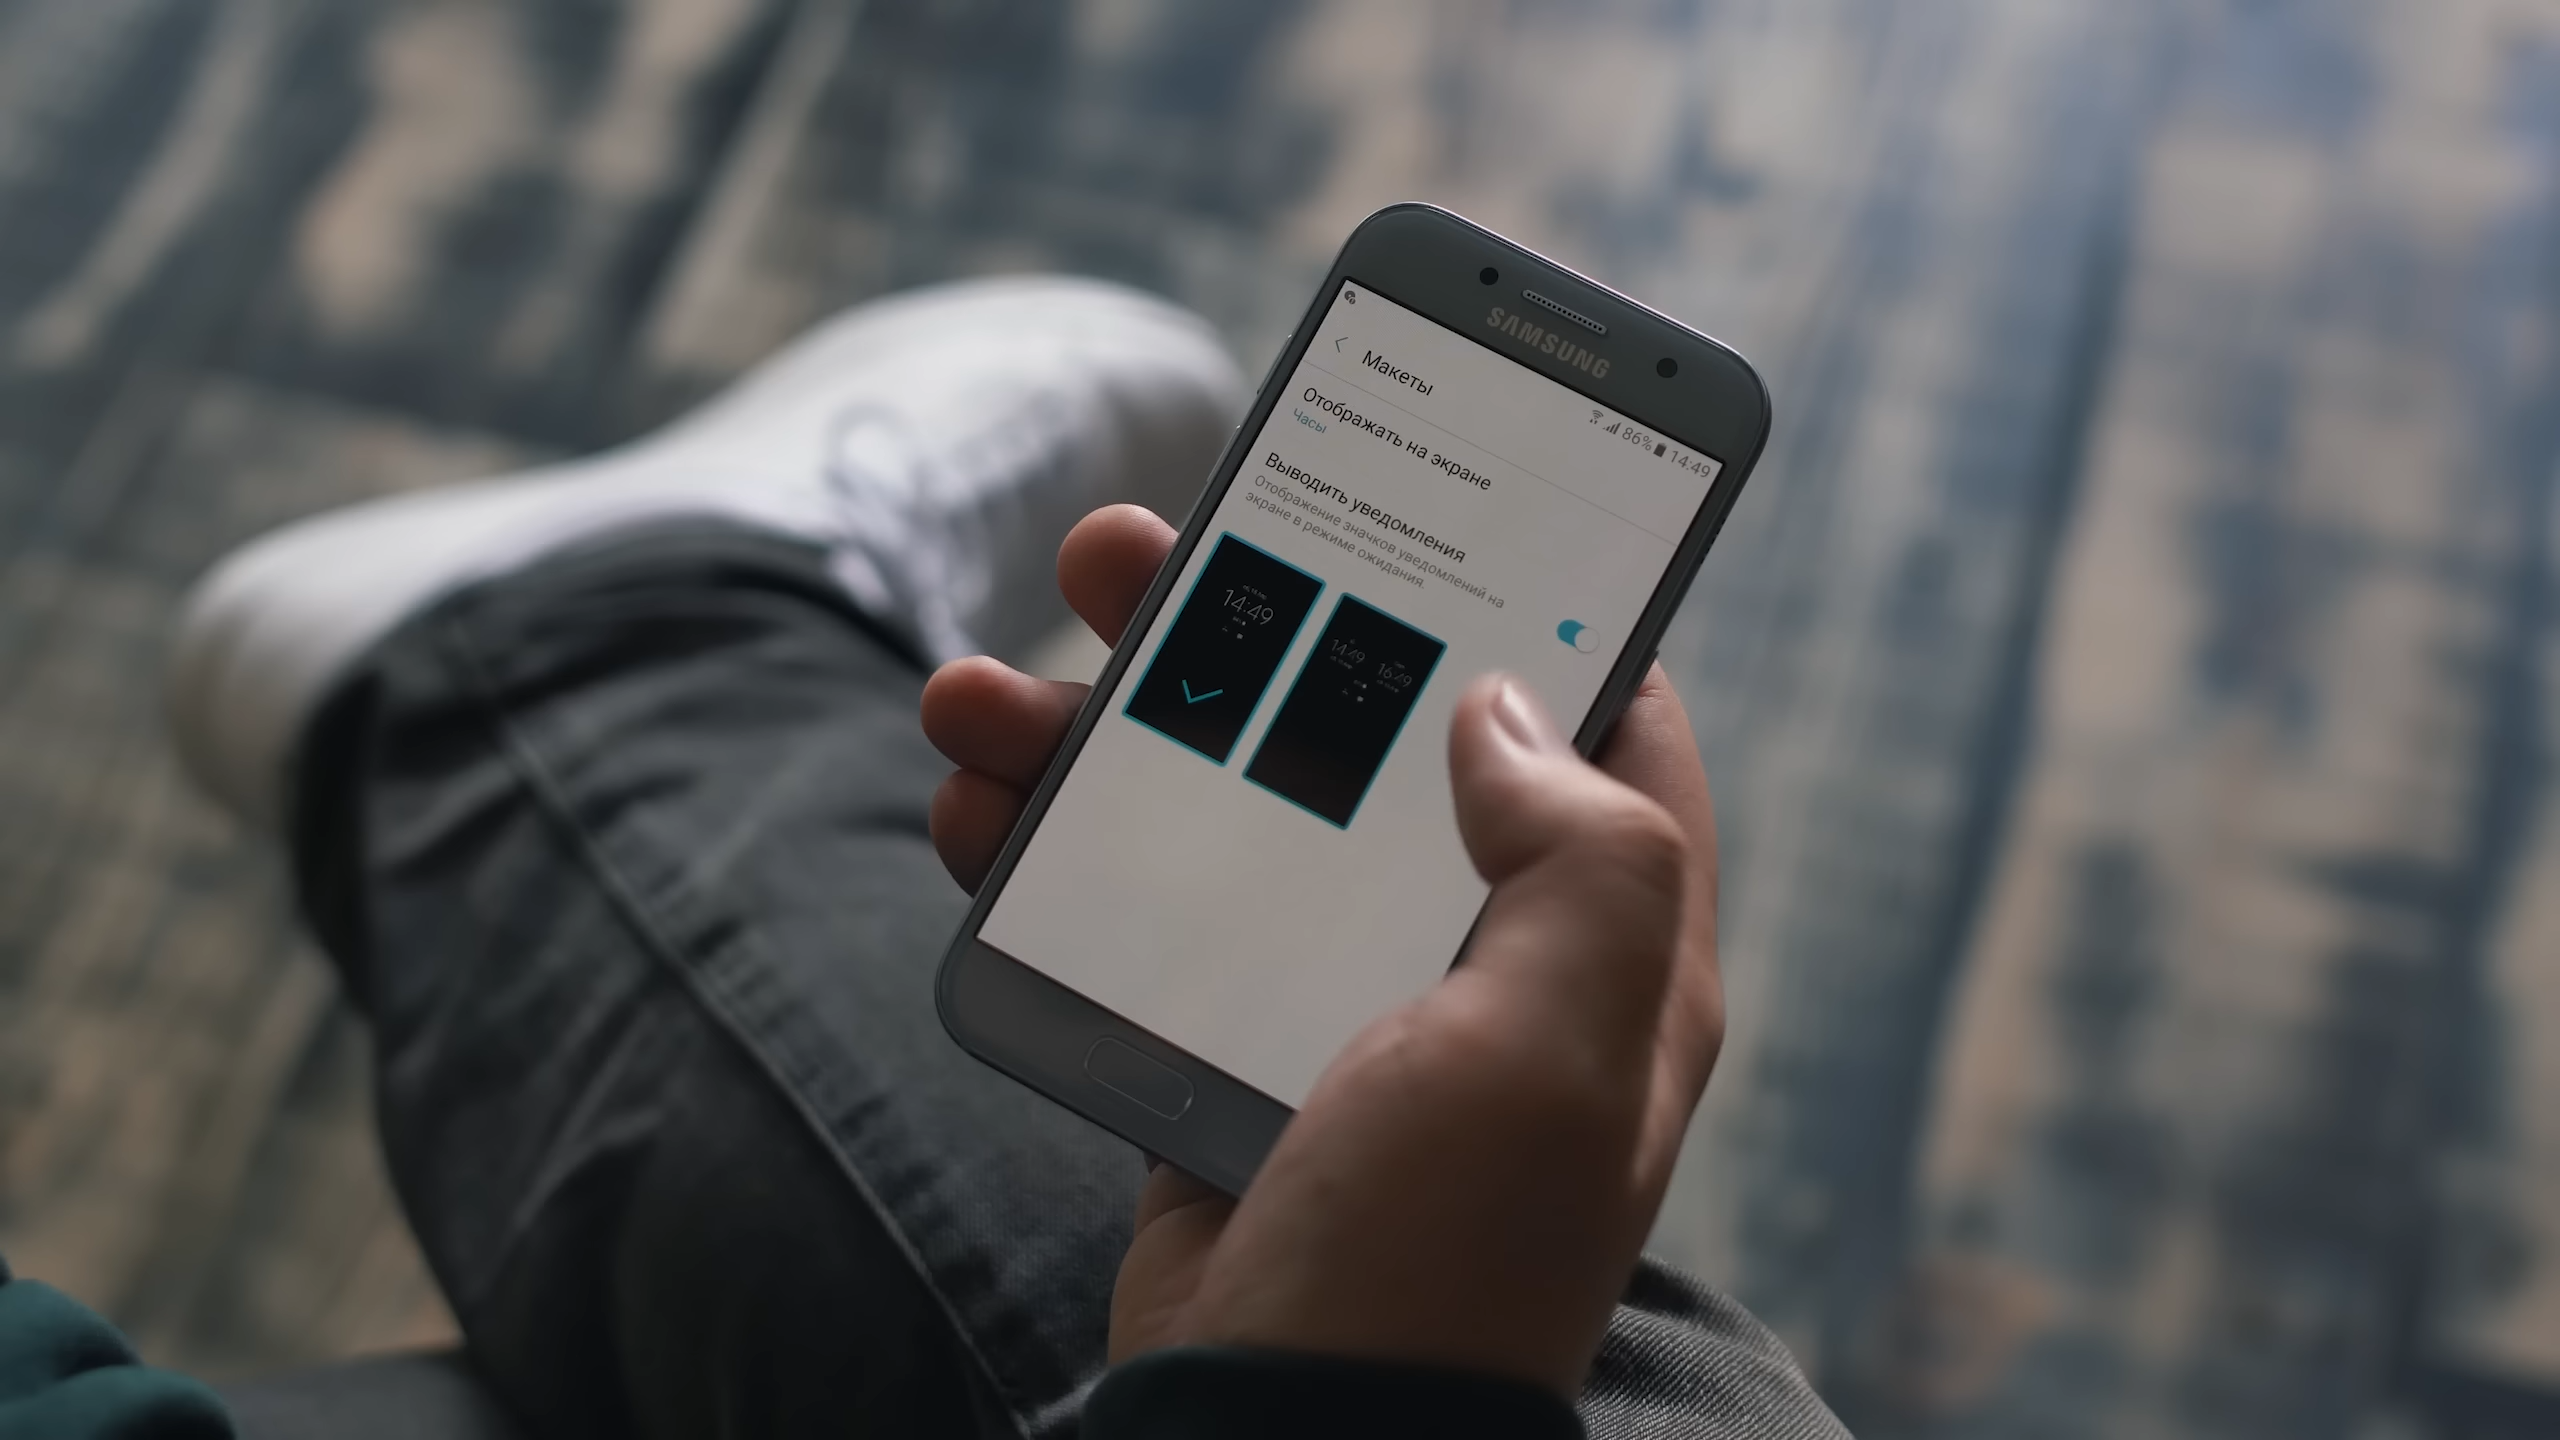 SAMSUNG
86% 14:49
Макеты
Отображать на экране
Часы
Выводить уведомления
Отображение значков уведомлений на
экране в режиме ожидания.
14:49
14:49 16:49